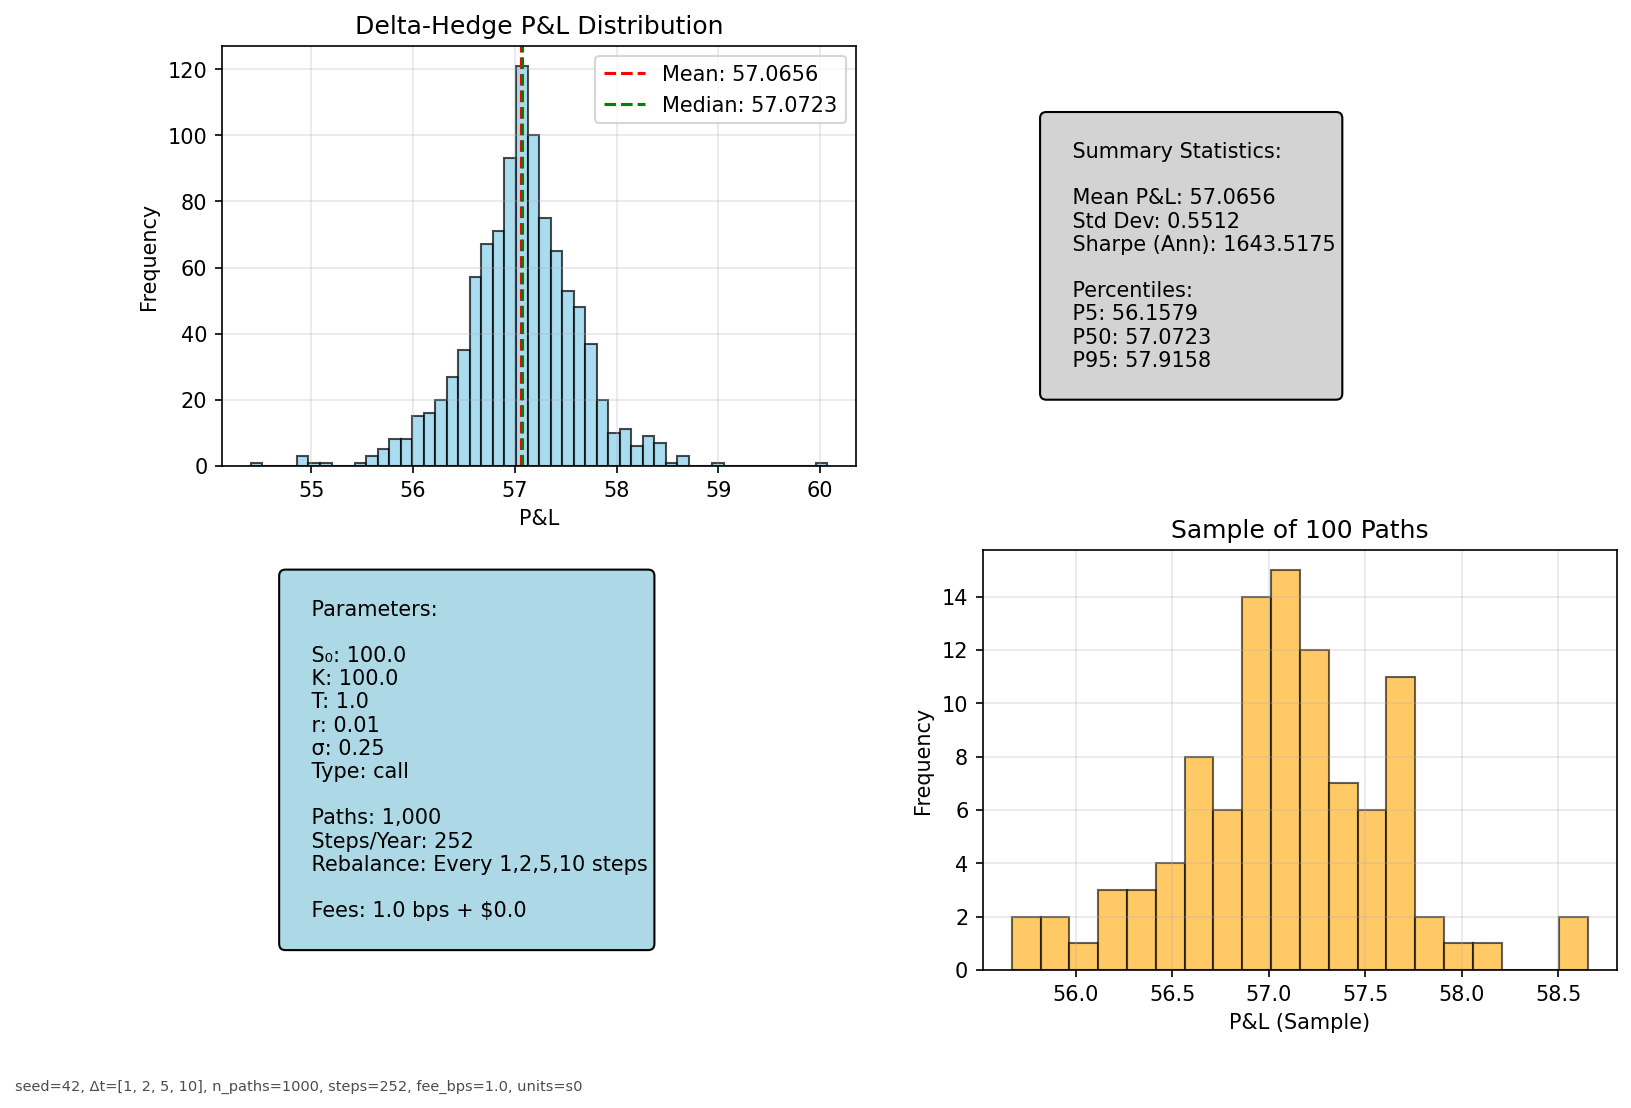 Delta-Hedge P&L Distribution
Mean: 57.0656
Median: 57.0723
120
100
80
60
40
20
0
Frequency
55 56 57 58 59 60
P&L
Summary Statistics:
Mean P&L: 57.0656
Std Dev: 0.5512
Sharpe (Ann): 1643.5175
Percentiles:
P5: 56.1579
P50: 57.0723
P95: 57.9158
Parameters:
S₀: 100.0
K: 100.0
T: 1.0
r: 0.01
σ: 0.25
Type: call
Paths: 1,000
Steps/Year: 252
Rebalance: Every 1,2,5,10 steps
Fees: 1.0 bps + $0.0
Sample of 100 Paths
14
12
10
8
6
4
2
0
Frequency
56.0 56.5 57.0 57.5 58.0 58.5
P&L (Sample)
seed=42, Δt=[1, 2, 5, 10], n_paths=1000, steps=252, fee_bps=1.0, units=s0